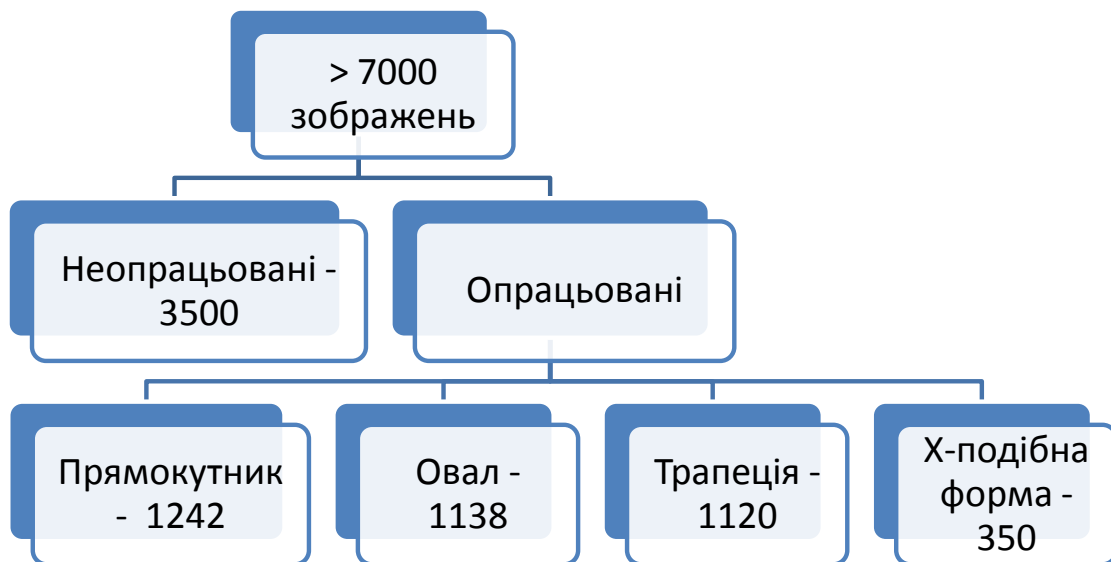 > 7000
зображень
Неопрацьовані -
3500
Опрацьовані
Прямокутник
- 1242
Овал -
1138
Трапеція -
1120
Х-подібна
форма -
350